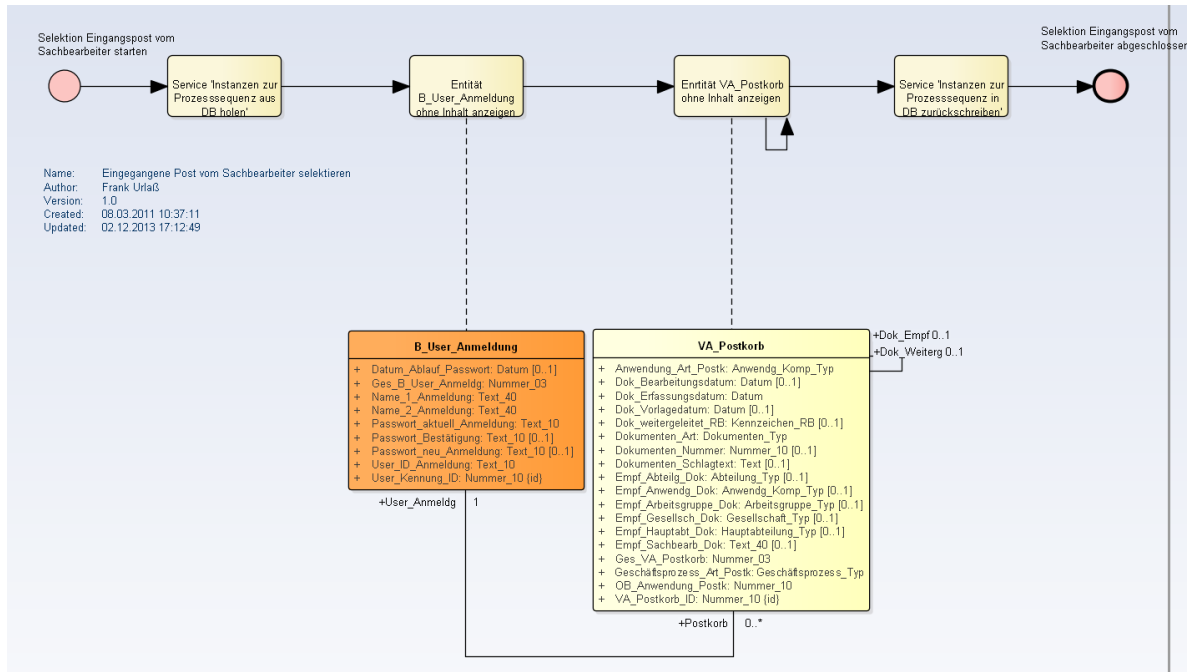 Selektion Eingangspost vom
Sachbearbeiter starten
Service 'Instanzen zur
Prozesssequenz aus
DB holen'
Entität
B_User_Anmeldung
ohne Inhalt anzeigen
Enrtität VA_Postkorb
ohne Inhalt anzeigen
Service 'Instanzen zur
Prozesssequenz in
DB zurückschreiben'
Selektion Eingangspost vom
Sachbearbeiter abgeschlossen
Name: Eingegangene Post vom Sachbearbeiter selektieren
Author: Frank Urlaß
Version: 1.0
Created: 08.03.2011 10:37:11
Updated: 02.12.2013 17:12:49
B_User_Anmeldung
+ Datum_Ablauf_Passwort: Datum [0..1]
+ Ges_B_User_Anmeldg: Nummer_03
+ Name_1_Anmeldung: Text_40
+ Name_2_Anmeldung: Text_40
+ Passwort_aktuell_Anmeldung: Text_10
+ Passwort_Bestätigung: Text_10 [0..1]
+ Passwort_neu_Anmeldung: Text_10 [0..1]
+ User_ID_Anmeldung: Text_10
+ User_Kennung_ID: Nummer_10 {id}
+User_Anmeldg 1
VA_Postkorb
+ Anwendung_Art_Postk: Anwendg_Komp_Typ
+ Dok_Bearbeitungsdatum: Datum [0..1]
+ Dok_Erfassungsdatum: Datum
+ Dok_Vorlagedatum: Datum [0..1]
+ Dok_weitergeleitet_RB: Kennzeichen_RB [0..1]
+ Dokumenten_Art: Dokumenten_Typ
+ Dokumenten_Nummer: Nummer_10 [0..1]
+ Dokumenten_Schlagtext: Text [0..1]
+ Empf_Abteilg_Dok: Abteilung_Typ [0..1]
+ Empf_Anwendg_Dok: Anwendg_Komp_Typ [0..1]
+ Empf_Arbeitsgruppe_Dok: Arbeitsgruppe_Typ [0..1]
+ Empf_Gesellsch_Dok: Gesellschaft_Typ [0..1]
+ Empf_Hauptabt_Dok: Hauptabteilung_Typ [0..1]
+ Empf_Sachbearb_Dok: Text_40 [0..1]
+ Ges_VA_Postkorb: Nummer_03
+ Geschäftsprozess_Art_Postk: Geschäftsprozess_Typ
+ OB_Anwendung_Postk: Nummer_10
+ VA_Postkorb_ID: Nummer_10 {id}
+Dok_Empf 0..1
+Dok_Weiterg 0..1
+Postkorb 0..*